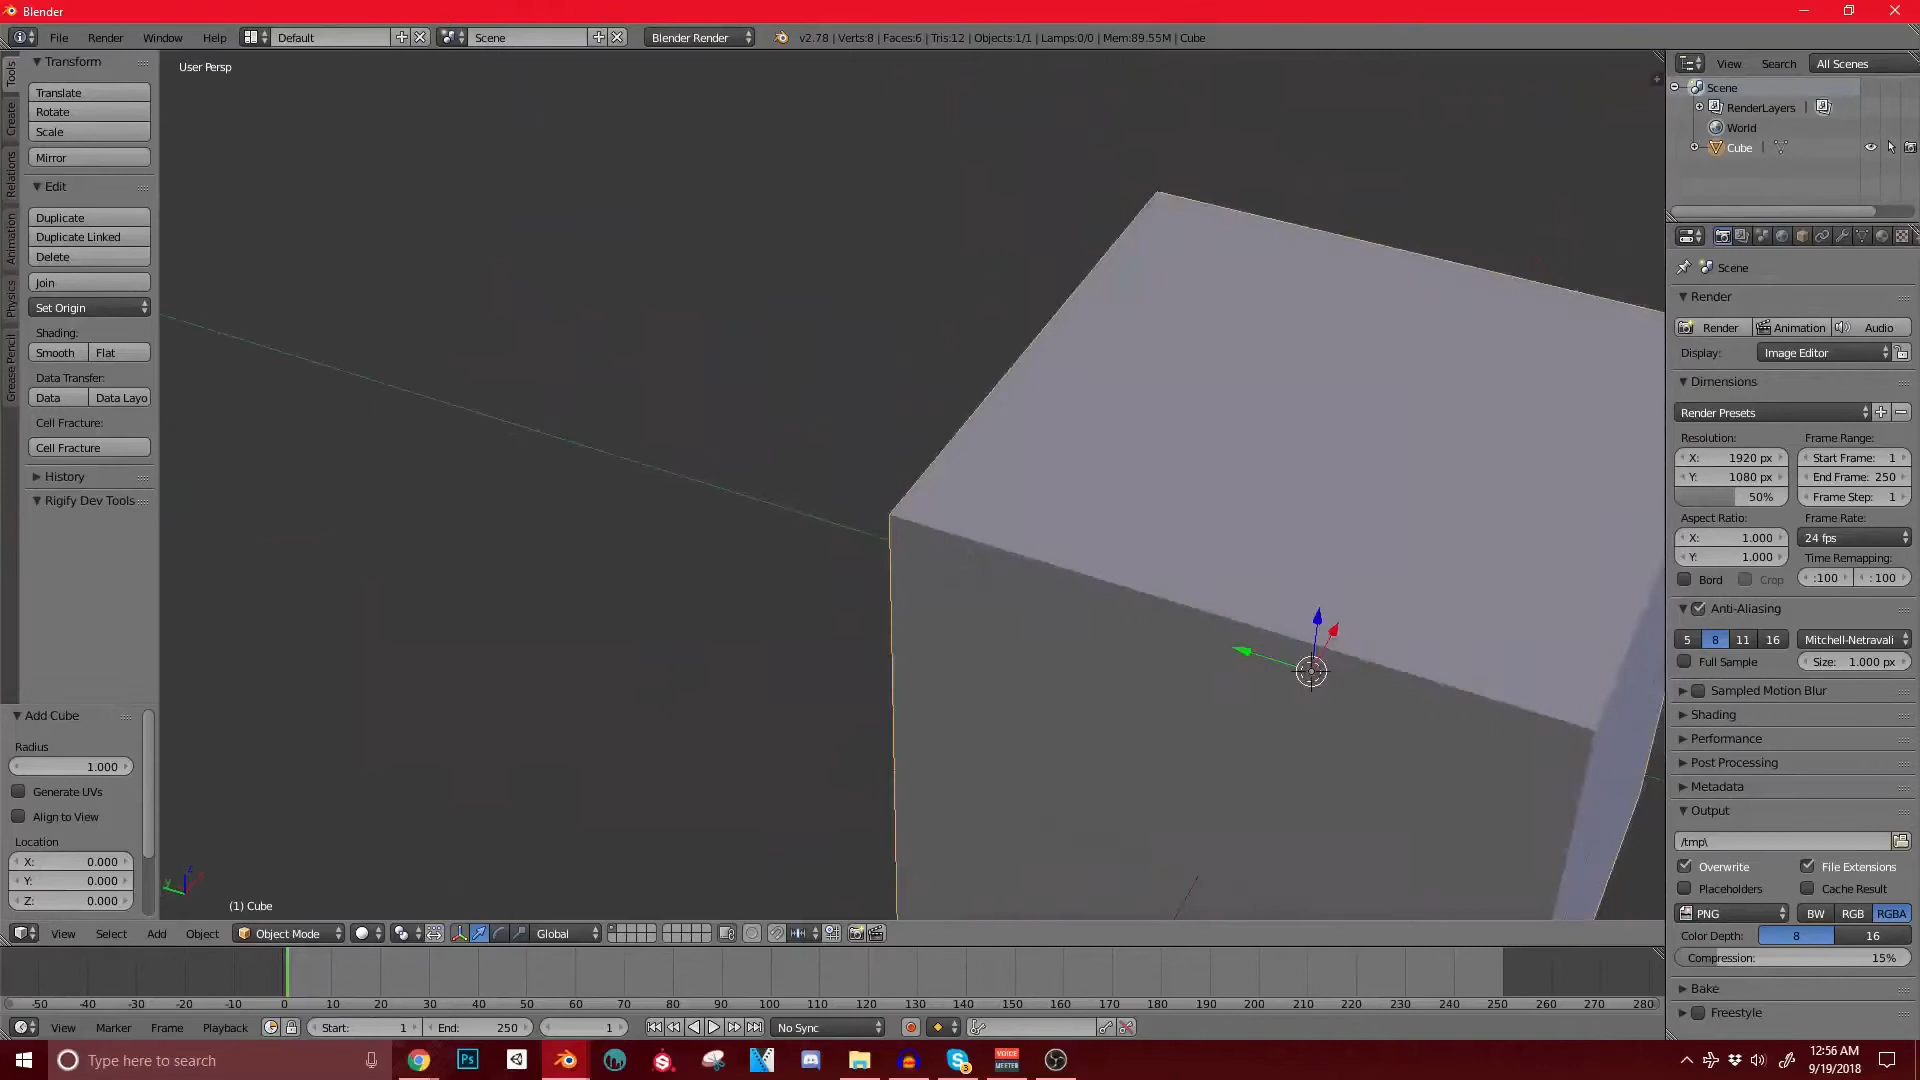 Blender
File Render Window Help Default Scene Blender Render v2.78 | Verts:8 | Faces:6 | Tris:12 | Objects:1/1 | Lamps:0/0 | Mem:89.55M | Cube
Tools
Create
Relations
Animation
Physics
Grease Pencil
Transform
Translate
Rotate
Scale
Mirror
Edit
Duplicate
Duplicate Linked
Delete
Join
Set Origin
Shading:
Smooth Flat
Data Transfer:
Data Data Layo
Cell Fracture:
Cell Fracture
History
Rigify Dev Tools
Add Cube
Radius
1.000
Generate UVs
Align to View
Location
X: 0.000
Y: 0.000
Z: 0.000
User Persp
(1) Cube
View Select Add Object Object Mode Global
View Search All Scenes
Scene
RenderLayers |
World
Cube |
Scene
Render
Render Animation Audio
Display: Image Editor
Dimensions
Render Presets
Resolution: Frame Range:
X: 1920 px Start Frame: 1
Y: 1080 px End Frame: 250
50% Frame Step: 1
Aspect Ratio: Frame Rate:
X: 1.000 24 fps
Y: 1.000 Time Remapping:
Bord Crop :100 : 100
Anti-Aliasing
5 8 11 16 Mitchell-Netravali
Full Sample Size: 1.000 px
Sampled Motion Blur
Shading
Performance
Post Processing
Metadata
Output
/tmp\
Overwrite File Extensions
Placeholders Cache Result
PNG BW RGB RGBA
Color Depth: 8 16
Compression: 15%
Bake
Freestyle
-50 -40 -30 -20 -10 0 10 20 30 40 50 60 70 80 90 100 110 120 130 140 150 160 170 180 190 200 210 220 230 240 250 260 270 280
View Marker Frame Playback Start: 1 End: 250 1 No Sync
Type here to search
Ps
VOICE
MEETER
12:56 AM
9/19/2018